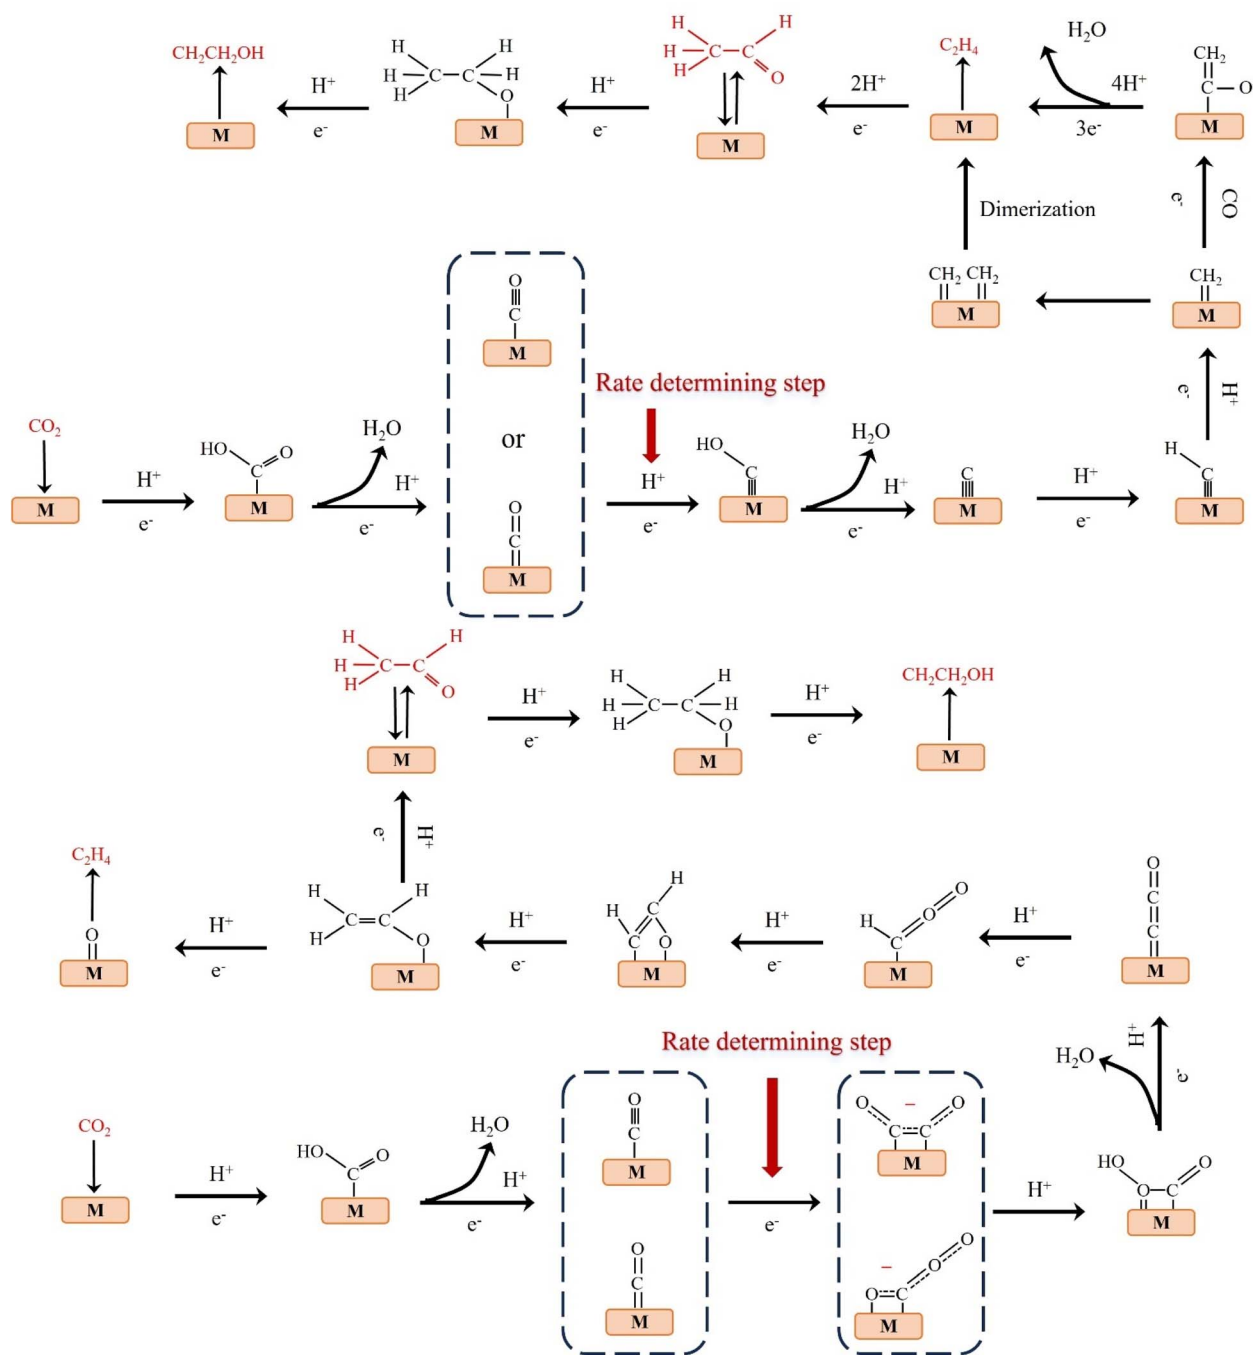 CH₂CH₂OH
H
H
H
H
C
C
H
H
O
M
H⁺
e⁻
M
H⁺
e⁻
H
H
H
H
C
C
O
M
2H⁺
e⁻
C₂H₄
M
H₂O
4H⁺
3e⁻
CH₂
C
O
M
Dimerization
e⁻
CO
CH₂ CH₂
M
CH₂
M
e⁻
H⁺
O
C
M
or
O
C
M
Rate determining step
CO₂
M
H⁺
e⁻
HO
O
C
M
H₂O
H⁺
e⁻
H⁺
e⁻
HO
C
M
H₂O
H⁺
e⁻
C
M
H⁺
e⁻
H
C
M
H
H
H
H
C
C
O
M
H⁺
e⁻
H
H
H
H
H
C
C
O
M
H⁺
e⁻
CH₂CH₂OH
M
e⁻
H⁺
C₂H₄
O
M
H⁺
e⁻
H
H
H
C
C
O
M
H⁺
e⁻
H
H
C
C
O
M
H⁺
e⁻
H
C
O
O
M
H⁺
e⁻
O
C
C
C
M
Rate determining step
H₂O
H⁺
e⁻
CO₂
M
H⁺
e⁻
HO
O
C
M
H₂O
H⁺
e⁻
O
C
M
O
C
M
e⁻
O
−
O
C
C
M
−
O
O
O
C
M
H⁺
HO
O
O
C
M